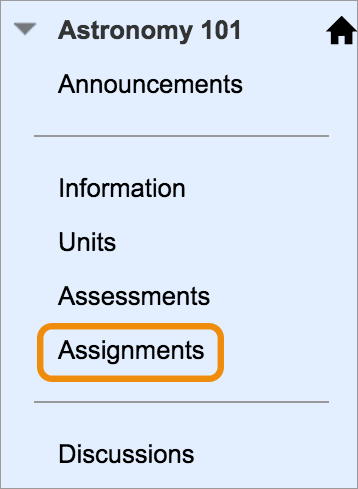 Astronomy 101
Announcements
Information
Units
Assessments
Assignments
Discussions